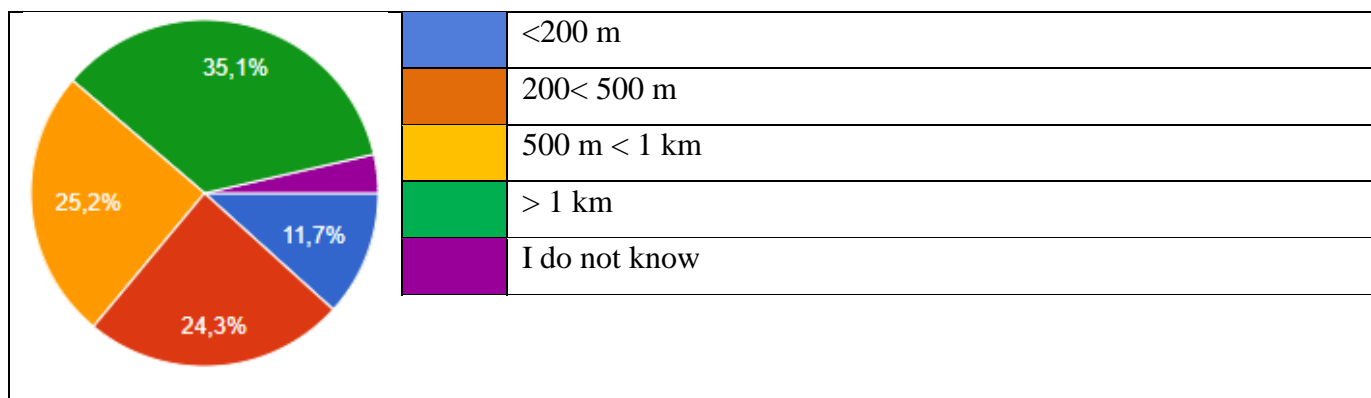 35,1%
25,2%
11,7%
24,3%
<200 m
200< 500 m
500 m < 1 km
> 1 km
I do not know